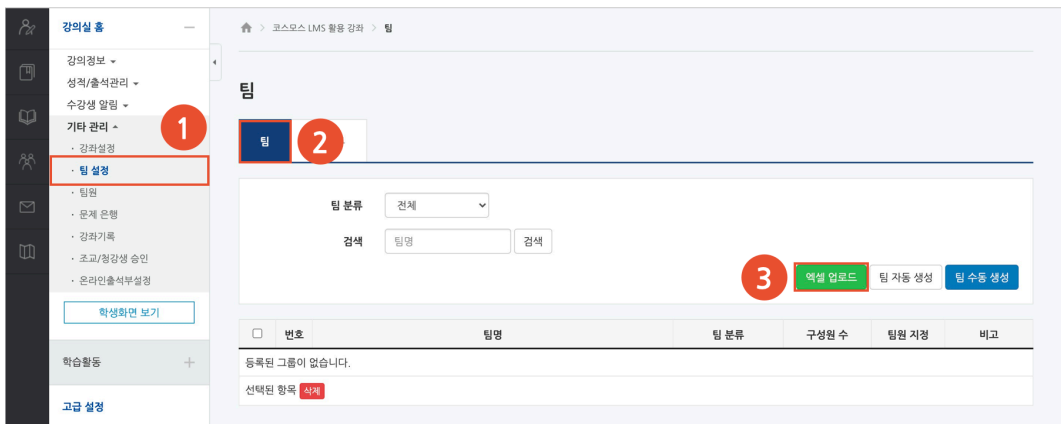 강의실 홈
강의정보
성적/출석관리
수강생 알림
기타 관리
1
· 강좌설정
· 팀 설정
· 팀원
· 문제 은행
· 강좌기록
· 조교/청강생 승인
· 온라인출석부설정
학생화면 보기
학습활동
고급 설정
> 코스모스 LMS 활용 강좌 > 팀
팀
팀 2
팀 분류 전체
검색 팀명 검색
3 엑셀 업로드 팀 자동 생성 팀 수동 생성
번호 팀명 팀 분류 구성원 수 팀원 지정 비고
등록된 그룹이 없습니다.
선택된 항목 삭제